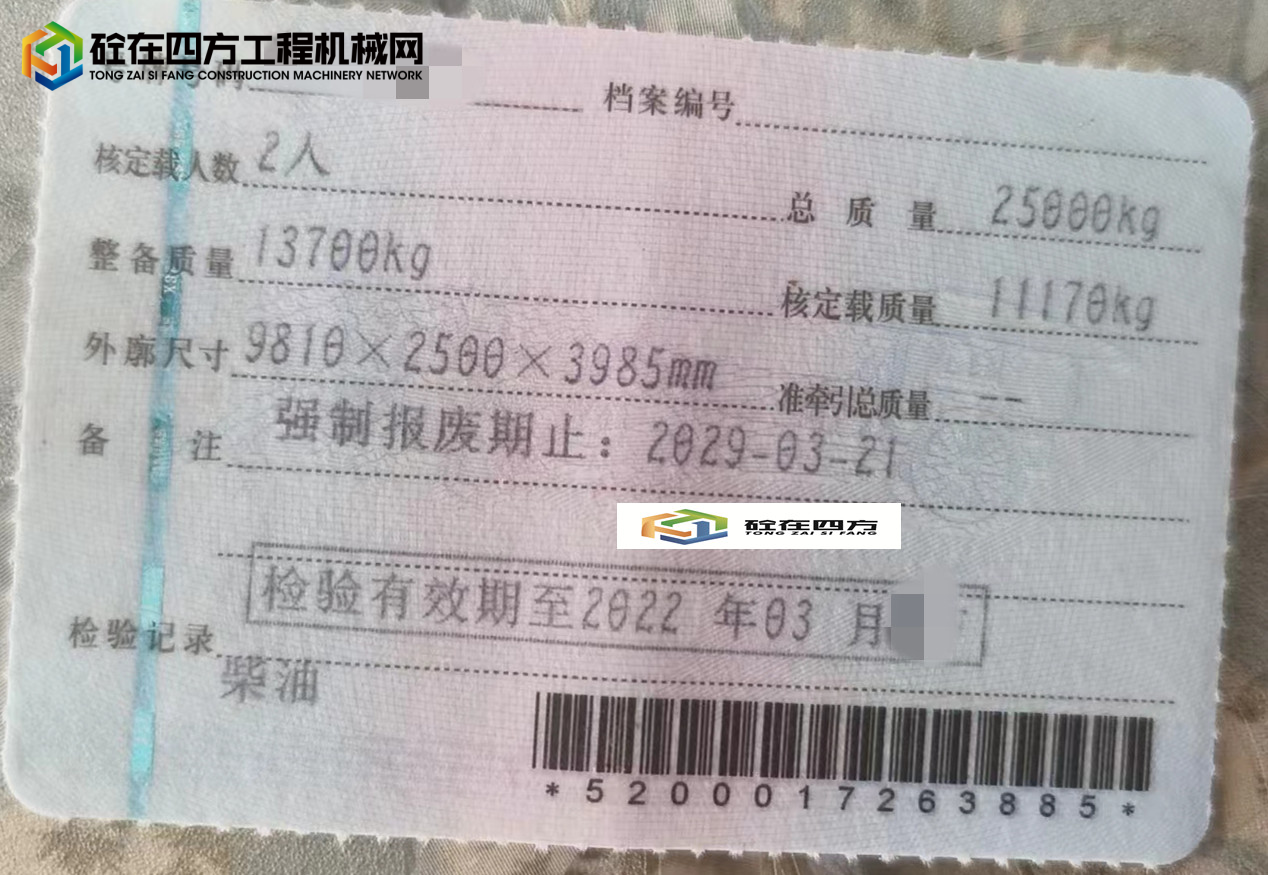 砼在四方工程机械网
TONG ZAI SI FANG CONSTRUCTION MACHINERY NETWORK
档案编号
核定载人数 2人
总质量 25000kg
整备质量 13700kg
核定载质量 11170kg
外廓尺寸 9810×2500×3985mm
准牵引总质量 --
备注 强制报废期止：2029-03-21
砼在四方
TONG ZAI SI FANG
检验有效期至2022 年03 月
检验记录
柴油
*5200017263885*